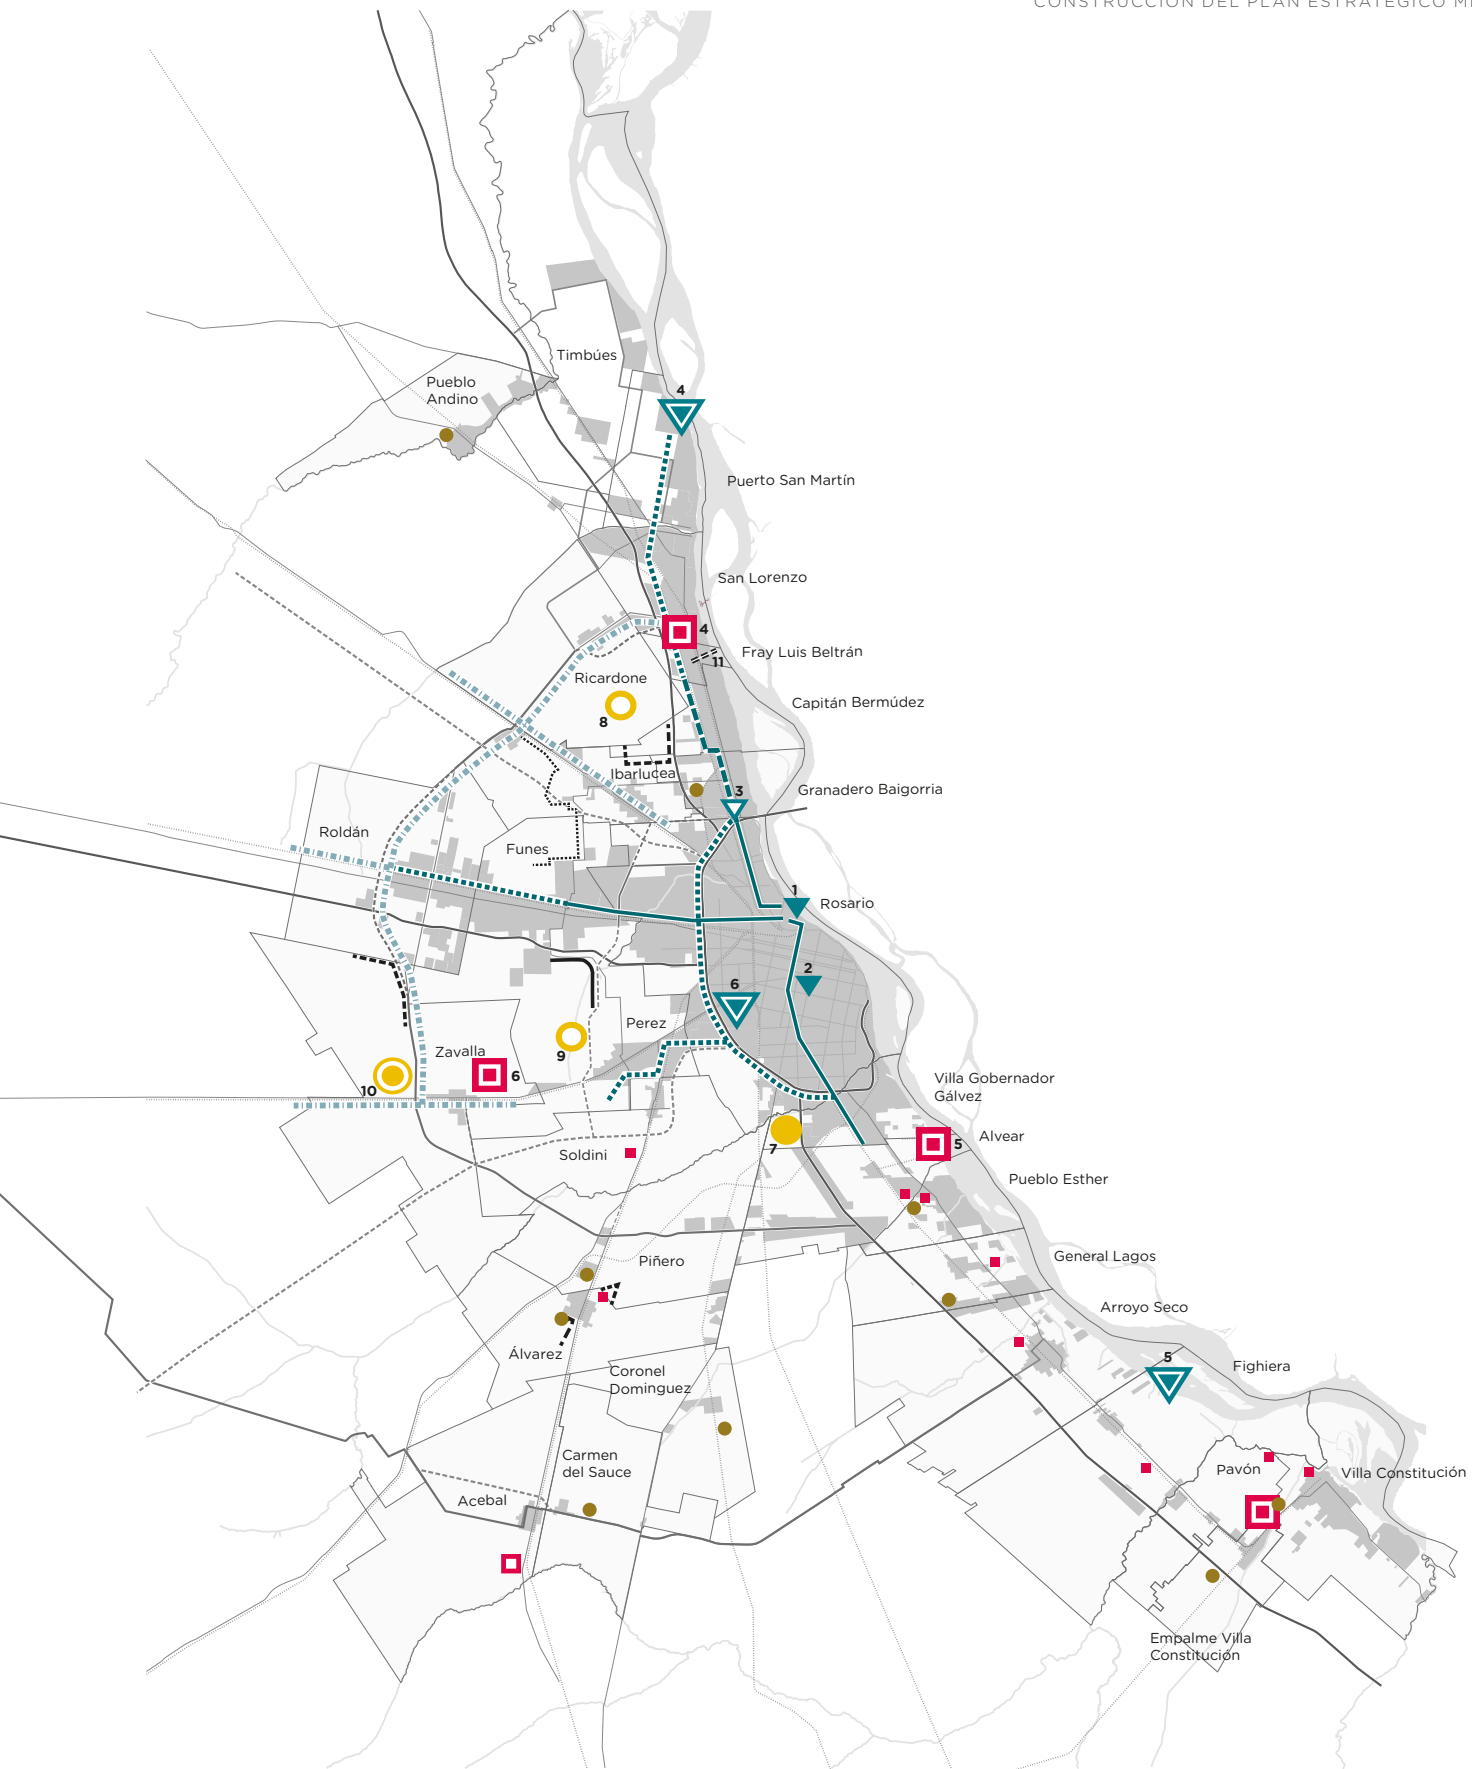 CONSTRUCCIÓN DEL PLAN ESTRATÉGICO
Timbúes
Pueblo
Andino
4
Puerto San Martín
San Lorenzo
4
Fray Luis Beltrán
11
Ricardone
8
Capitán Bermúdez
Ibarlucea
3
Granadero Baigorria
Roldán
Funes
1
Rosario
2
6
Perez
9
Zavalla
6
10
Villa Gobernador
Gálvez
5
Alvear
7
Soldini
Pueblo Esther
General Lagos
Piñero
Arroyo Seco
Álvarez
5
Fighiera
Coronel
Dominguez
Carmen
del Sauce
Pavón
Villa Constitución
Acebal
Empalme Villa
Constitución